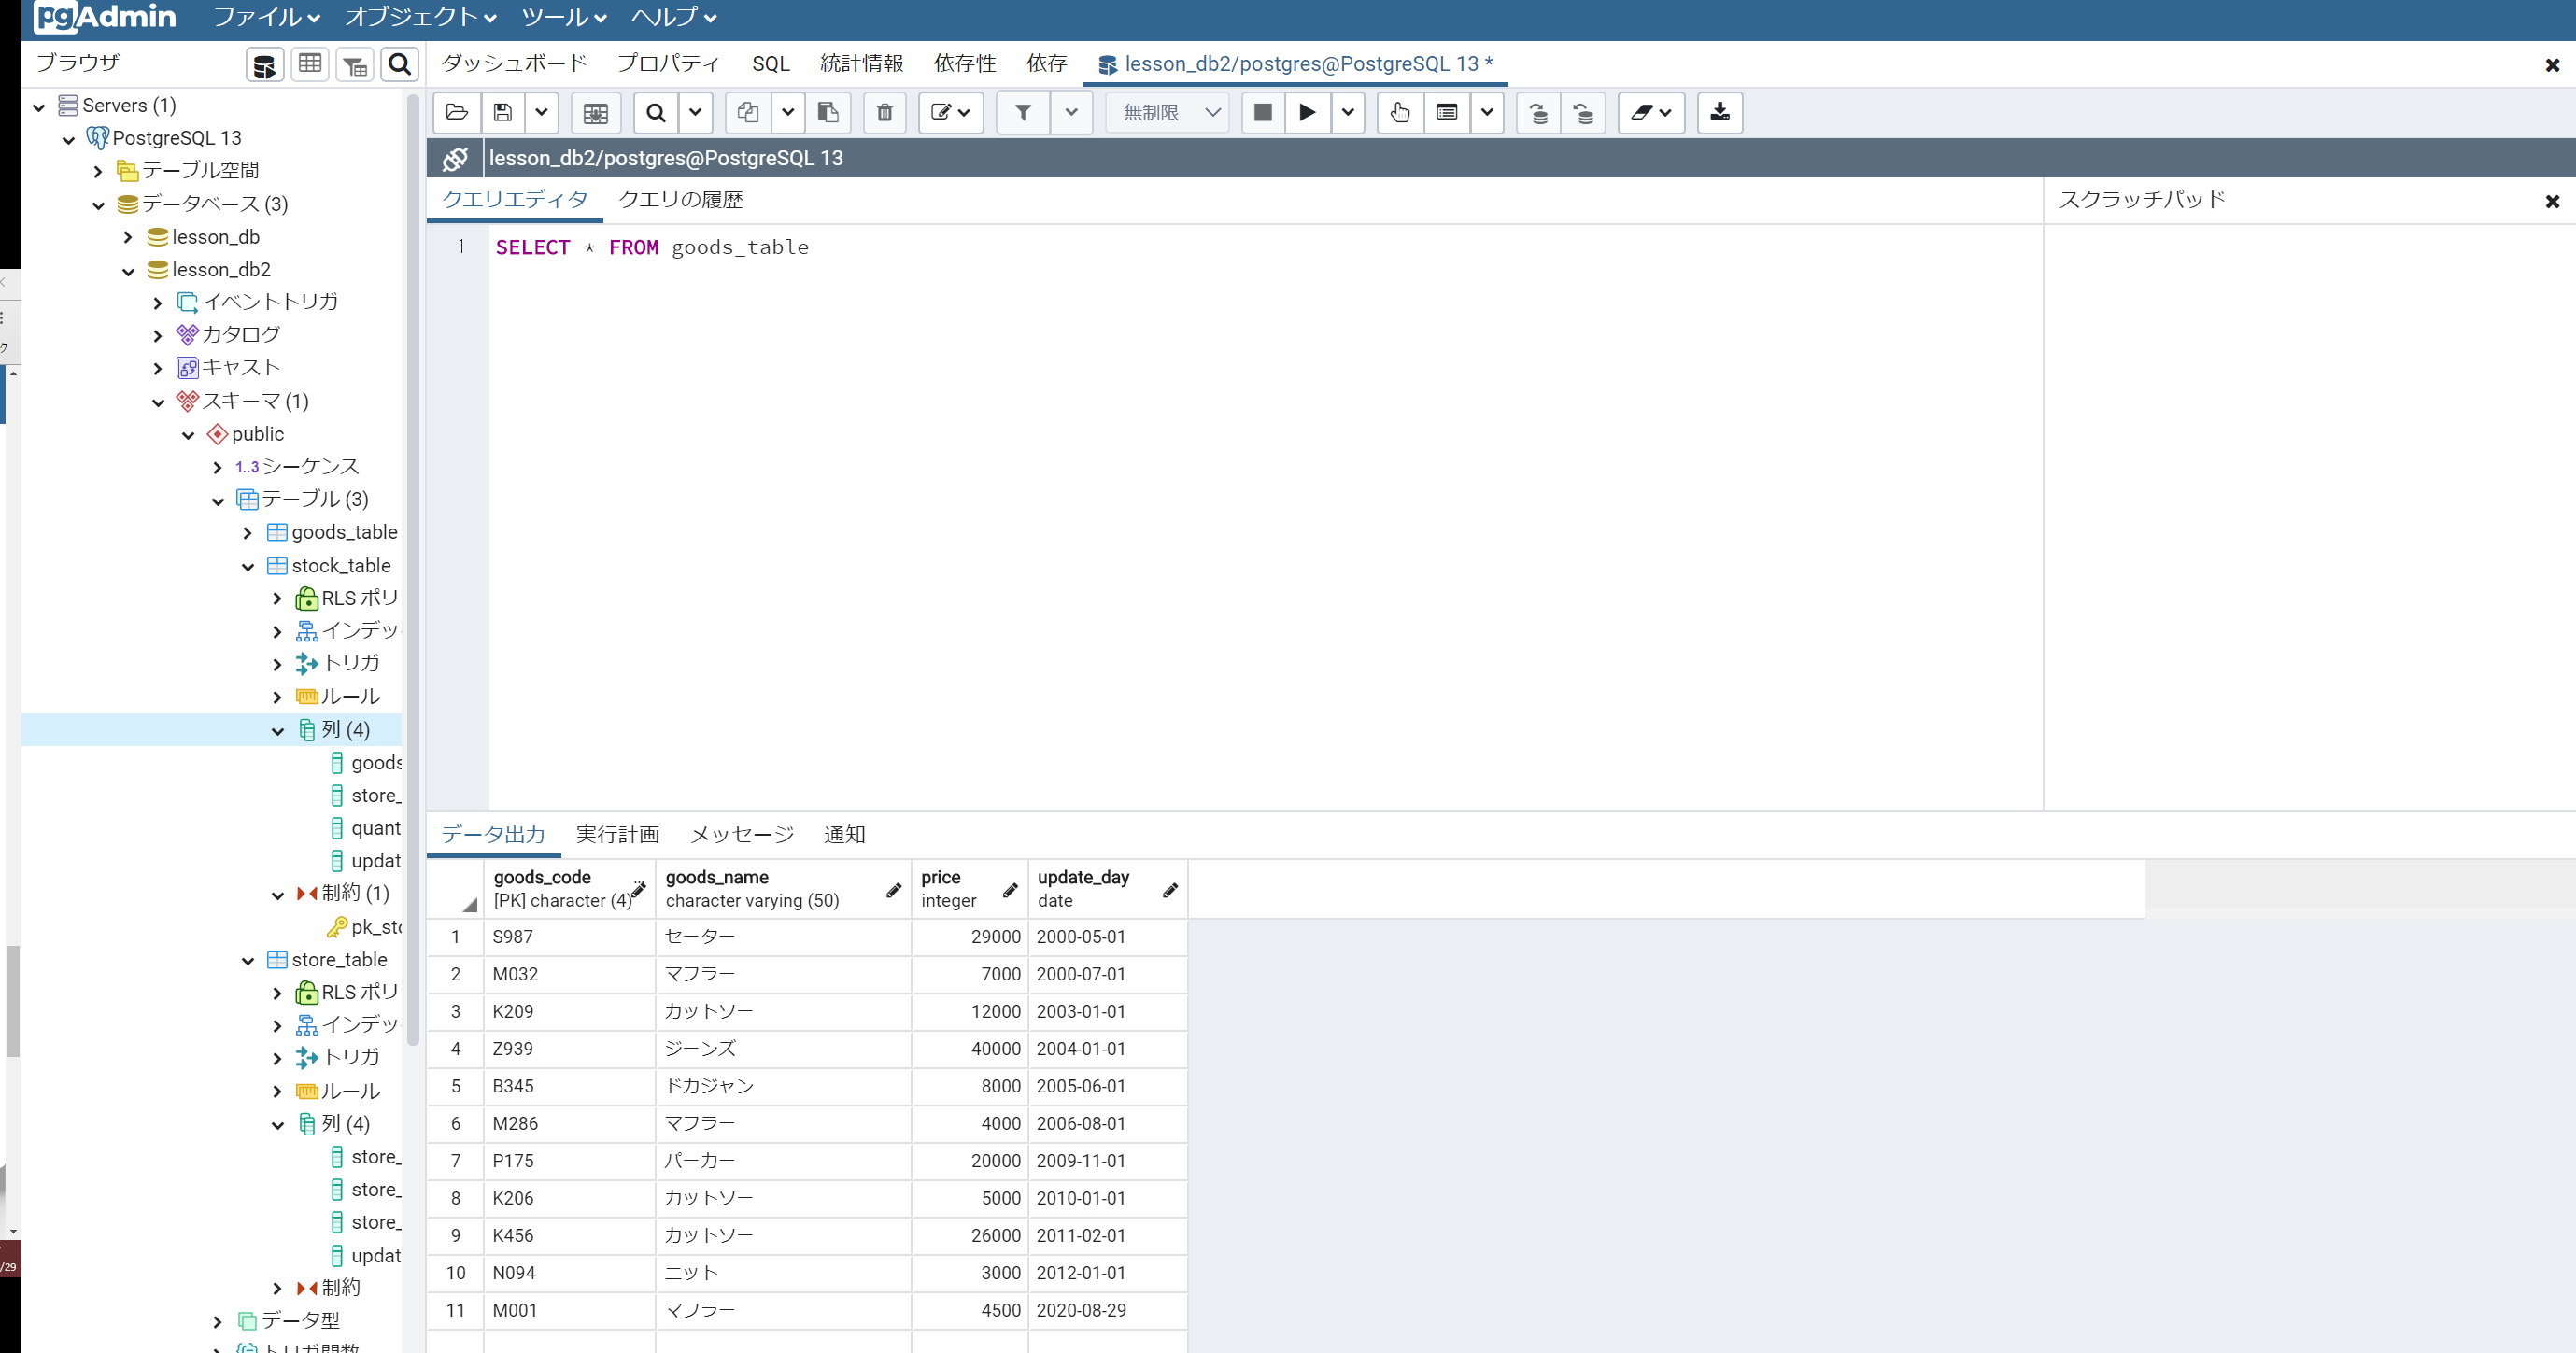 pgAdmin ファイル オブジェクト ツール ヘルプ
ブラウザ
ダッシュボード プロパティ SQL 統計情報 依存性 依存 lesson_db2/postgres@PostgreSQL 13 *
Servers (1)
PostgreSQL 13
テーブル空間
データベース (3)
lesson_db
lesson_db2
イベントトリガ
カタログ
キャスト
スキーマ (1)
public
1..3 シーケンス
テーブル (3)
goods_table
stock_table
RLS ポリ
インデッ
トリガ
ルール
列 (4)
goods
store_
quant
updat
制約 (1)
pk_sto
store_table
RLS ポリ
インデッ
トリガ
ルール
列 (4)
store_
store_
store_
updat
制約
データ型
トリガ関数
ク
/29
無制限
lesson_db2/postgres@PostgreSQL 13
クエリエディタ クエリの履歴
スクラッチパッド
1 SELECT * FROM goods_table
データ出力 実行計画 メッセージ 通知
goods_code goods_name price update_day
[PK] character (4) character varying (50) integer date
1 S987 セーター 29000 2000-05-01
2 M032 マフラー 7000 2000-07-01
3 K209 カットソー 12000 2003-01-01
4 Z939 ジーンズ 40000 2004-01-01
5 B345 ドカジャン 8000 2005-06-01
6 M286 マフラー 4000 2006-08-01
7 P175 パーカー 20000 2009-11-01
8 K206 カットソー 5000 2010-01-01
9 K456 カットソー 26000 2011-02-01
10 N094 ニット 3000 2012-01-01
11 M001 マフラー 4500 2020-08-29